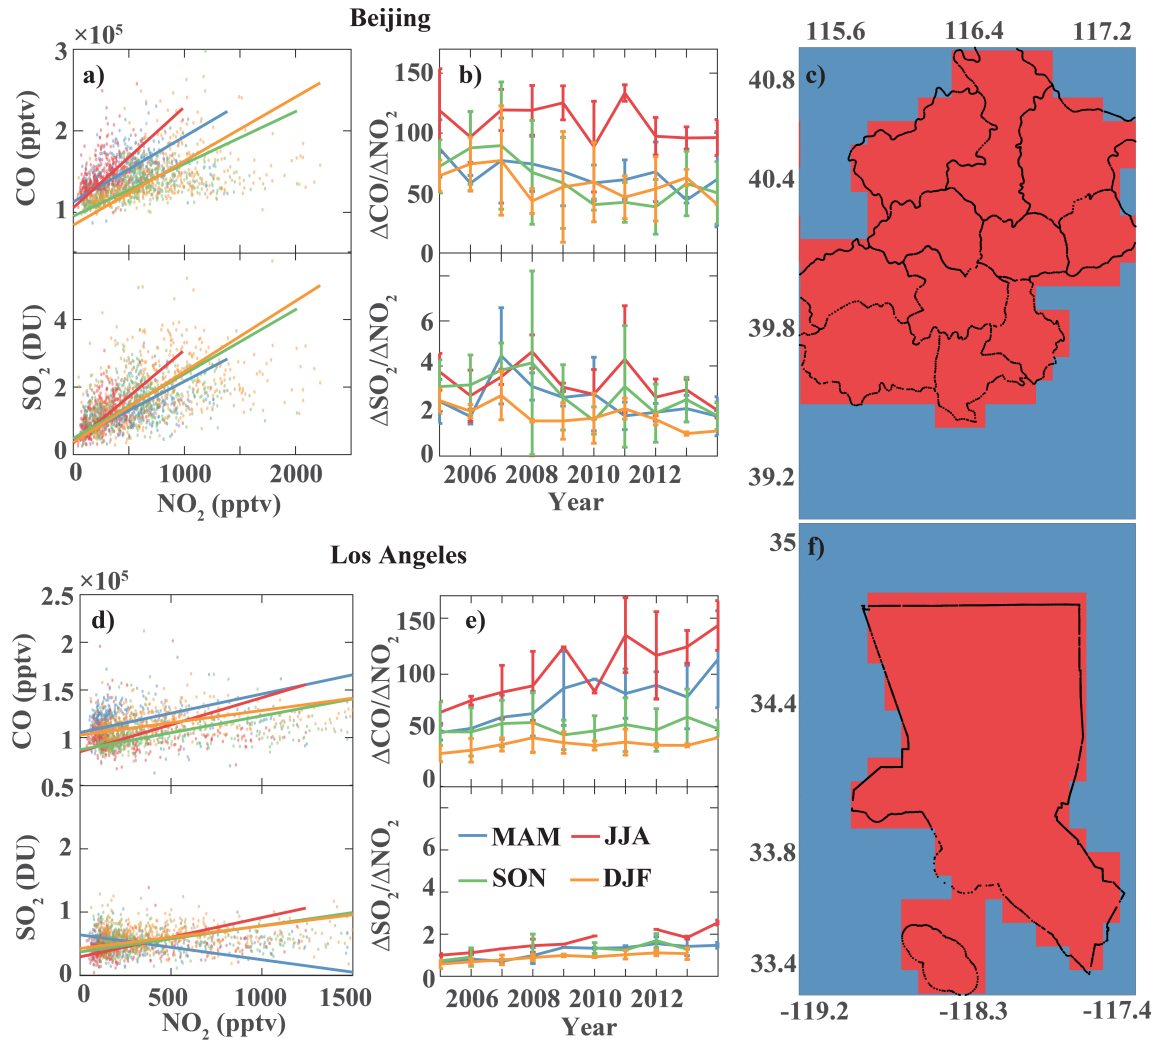 Beijing
×10⁵
a)
3
2
1
CO (pptv)
4
2
0
SO₂ (DU)
0 1000 2000
NO₂ (pptv)
b)
150
100
50
0
ΔCO/ΔNO₂
6
4
2
0
ΔSO₂/ΔNO₂
2006 2008 2010 2012
Year
115.6 116.4 117.2
c)
40.8
40.4
39.8
39.2
Los Angeles
×10⁵
d)
2.5
2
1.5
1
0.5
CO (pptv)
2
1
0
SO₂ (DU)
0 500 1000 1500
NO₂ (pptv)
e)
150
100
50
0
ΔCO/ΔNO₂
6
4
2
0
ΔSO₂/ΔNO₂
MAM JJA
SON DJF
2006 2008 2010 2012
Year
f)
35
34.4
33.8
33.4
-119.2 -118.3 -117.4